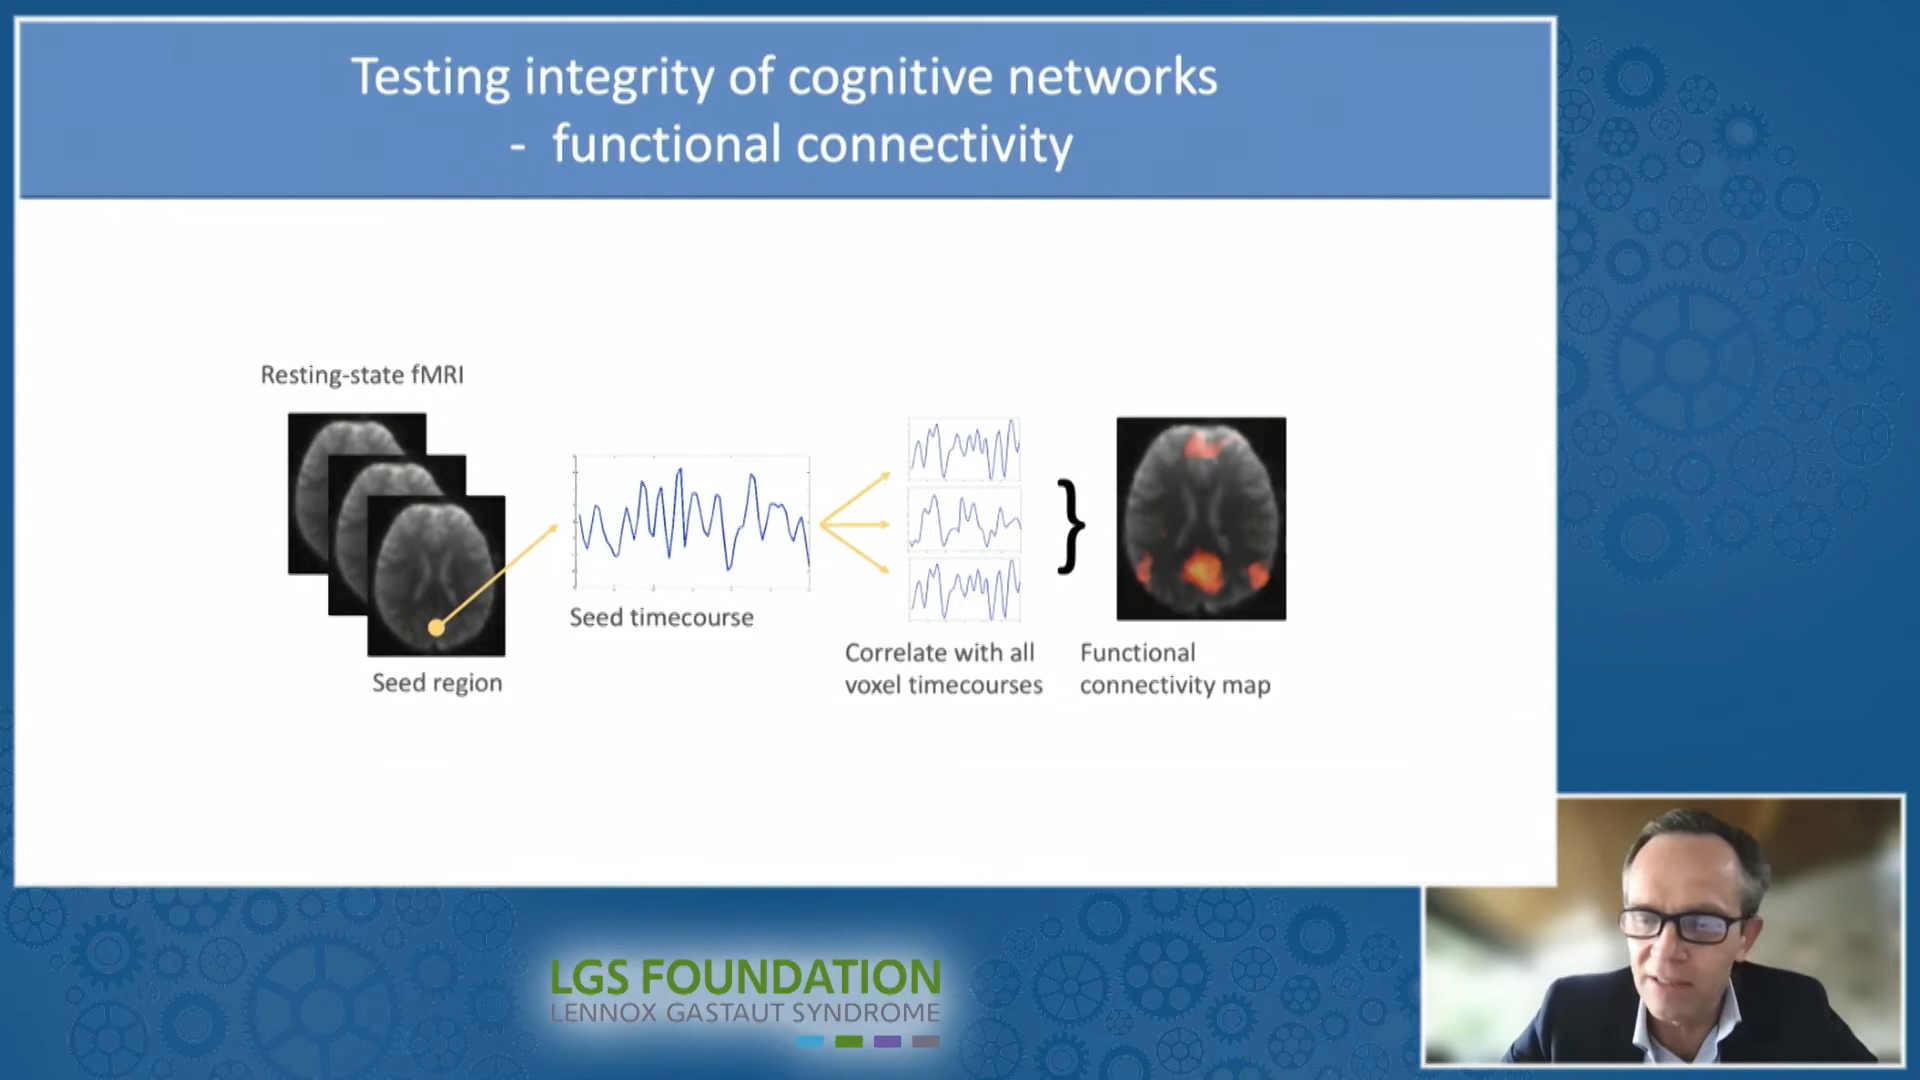 Testing integrity of cognitive networks
- functional connectivity
Resting-state fMRI
Seed region
Seed timecourse
Correlate with all
voxel timecourses
}
Functional
connectivity map
LGS FOUNDATION
LENNOX GASTAUT SYNDROME